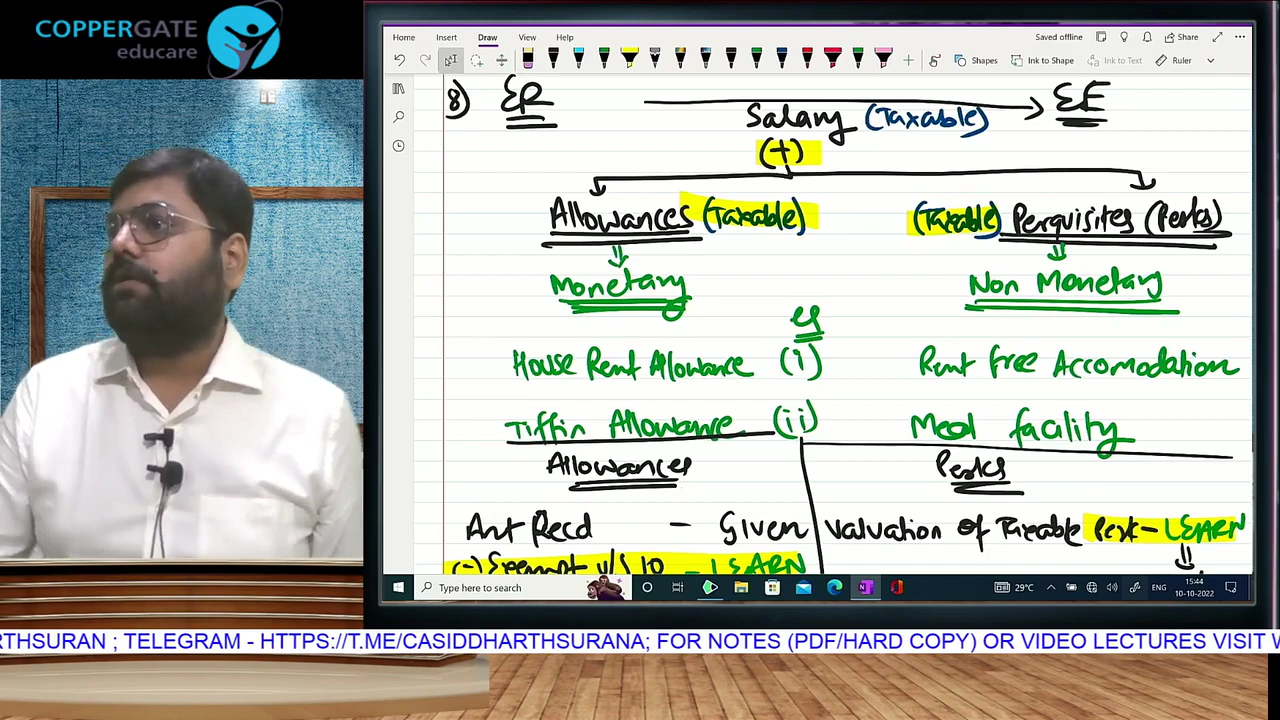 COPPERGATE
educare
Home Insert Draw View Help
Saved offline
Share
Shapes
Ink to Shape
Ink to Text
Ruler
8) ER EE
Salary (Taxable)
(+)
Allowances (Taxable) (Taxable) Perquisites (Perks)
Monetary Non Monetary
eg
House Rent Allowance (i) Rent free Accomodation
Tiffin Allowance (ii) Meal facility
Allowances Perks
Amt Recd - Given Valuation of Taxable Perk - LEARN
(-) Exempt u/s 10 - LEARN
Type here to search
29°C
ENG
15:44
10-10-2022
RTHSURAN ; TELEGRAM - HTTPS://T.ME/CASIDDHARTHSURANA; FOR NOTES (PDF/HARD COPY) OR VIDEO LECTURES VISIT W